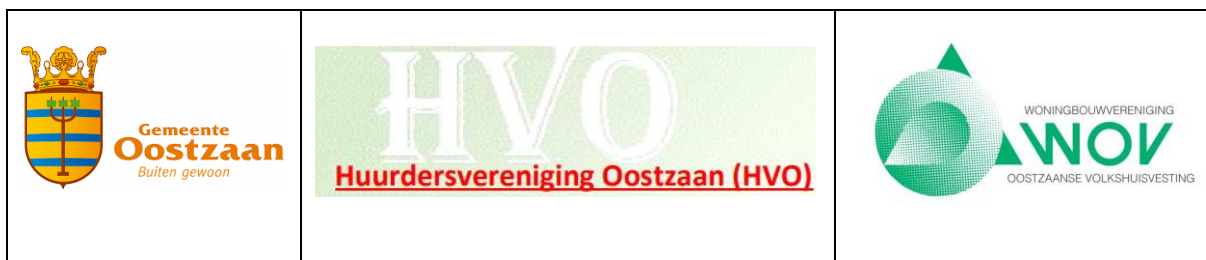 Gemeente
Oostzaan
Buiten gewoon
HVO
Huurdersvereniging Oostzaan (HVO)
WONINGBOUWVERENIGING
WOV
OOSTZAANSE VOLKSHUISVESTING